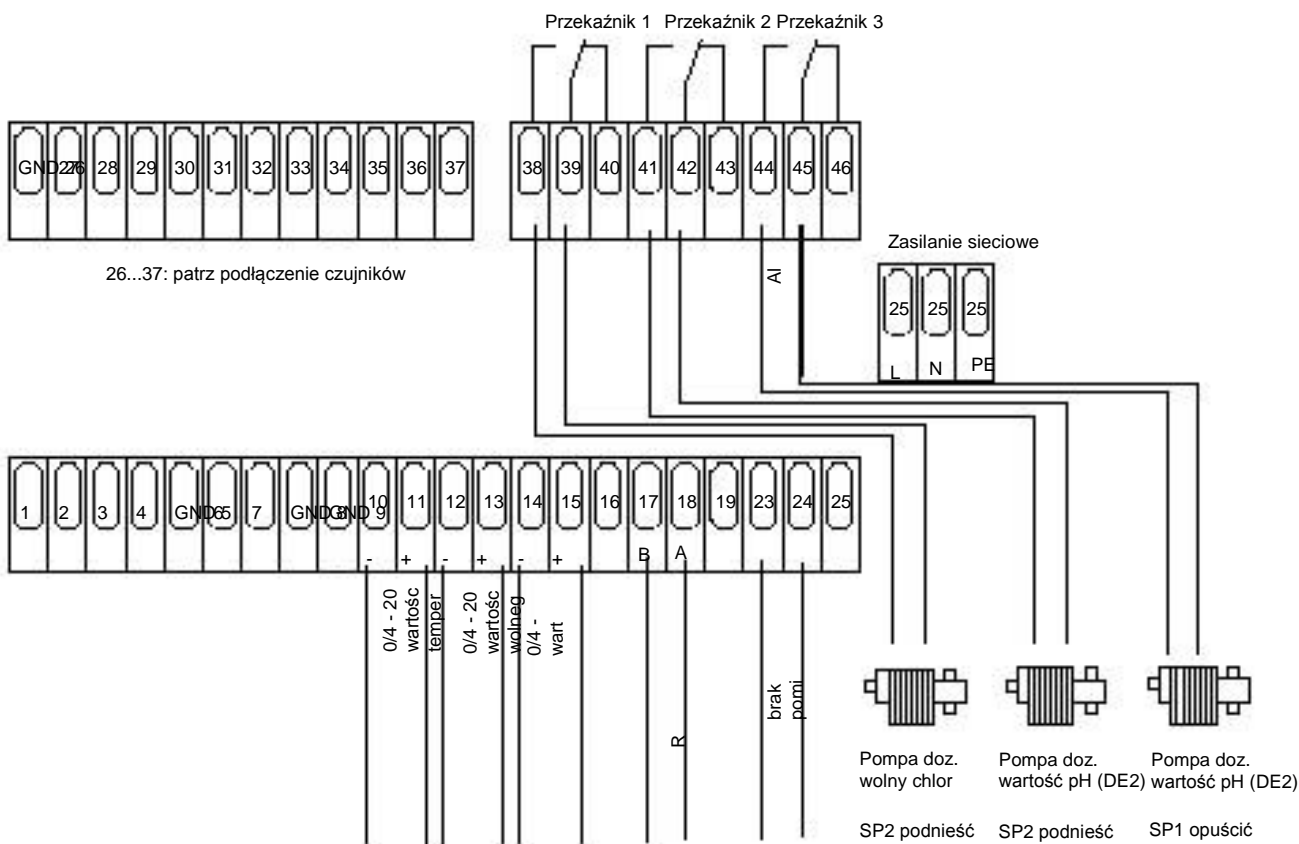 Przekaźnik 1 Przekaźnik 2 Przekaźnik 3
GND 27 26 28 29 30 31 32 33 34 35 36 37
38 39 40 41 42 43 44 45 46
26...37: patrz podłączenie czujników
AI
Zasilanie sieciowe
25 25 25
L N PE
1 2 3 4 GND 6 5 7 GND 8 GND 9 10 11 12 13 14 15 16 17 18 19 23 24 25
- + - + - + B A
0/4 - 20
wartośc
temper
0/4 - 20
wartośc
wolneg
0/4 -
wart
R
brak
pomi
Pompa doz.
wolny chlor
SP2 podnieść
Pompa doz.
wartość pH (DE2)
SP2 podnieść
Pompa doz.
wartość pH (DE2)
SP1 opuścić